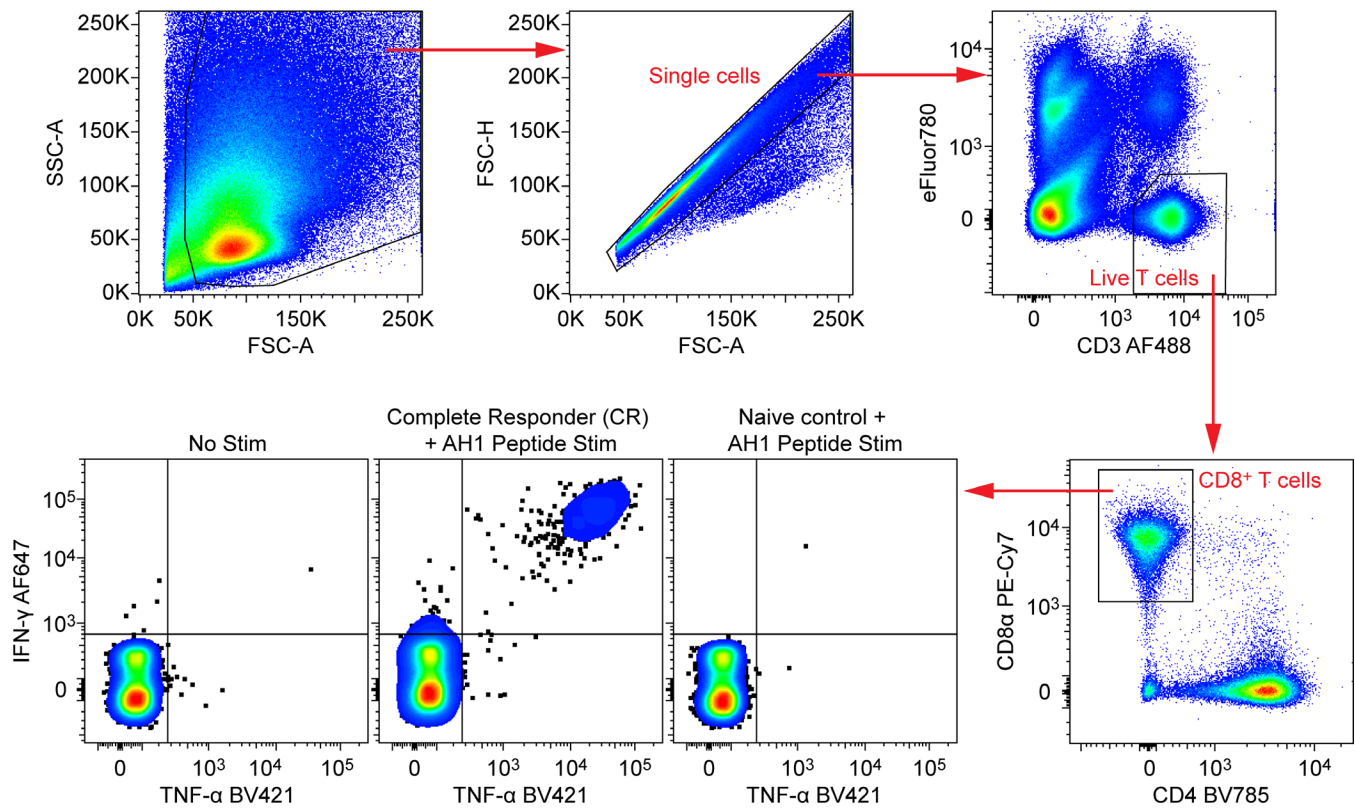 250K
200K
150K
100K
50K
0K
SSC-A
0K 50K 150K 250K
FSC-A
250K
200K
150K
100K
50K
0K
FSC-H
Single cells
0K 50K 150K 250K
FSC-A
10⁴
10³
0
eFluor780
Live T cells
0 10³ 10⁴ 10⁵
CD3 AF488
No Stim
Complete Responder (CR)
+ AH1 Peptide Stim
Naive control +
AH1 Peptide Stim
10⁵
10⁴
10³
0
IFN-γ AF647
0 10³ 10⁴ 10⁵
TNF-α BV421
0 10³ 10⁴ 10⁵
TNF-α BV421
0 10³ 10⁴ 10⁵
TNF-α BV421
CD8⁺ T cells
10⁴
10³
0
CD8α PE-Cy7
0 10³ 10⁴
CD4 BV785